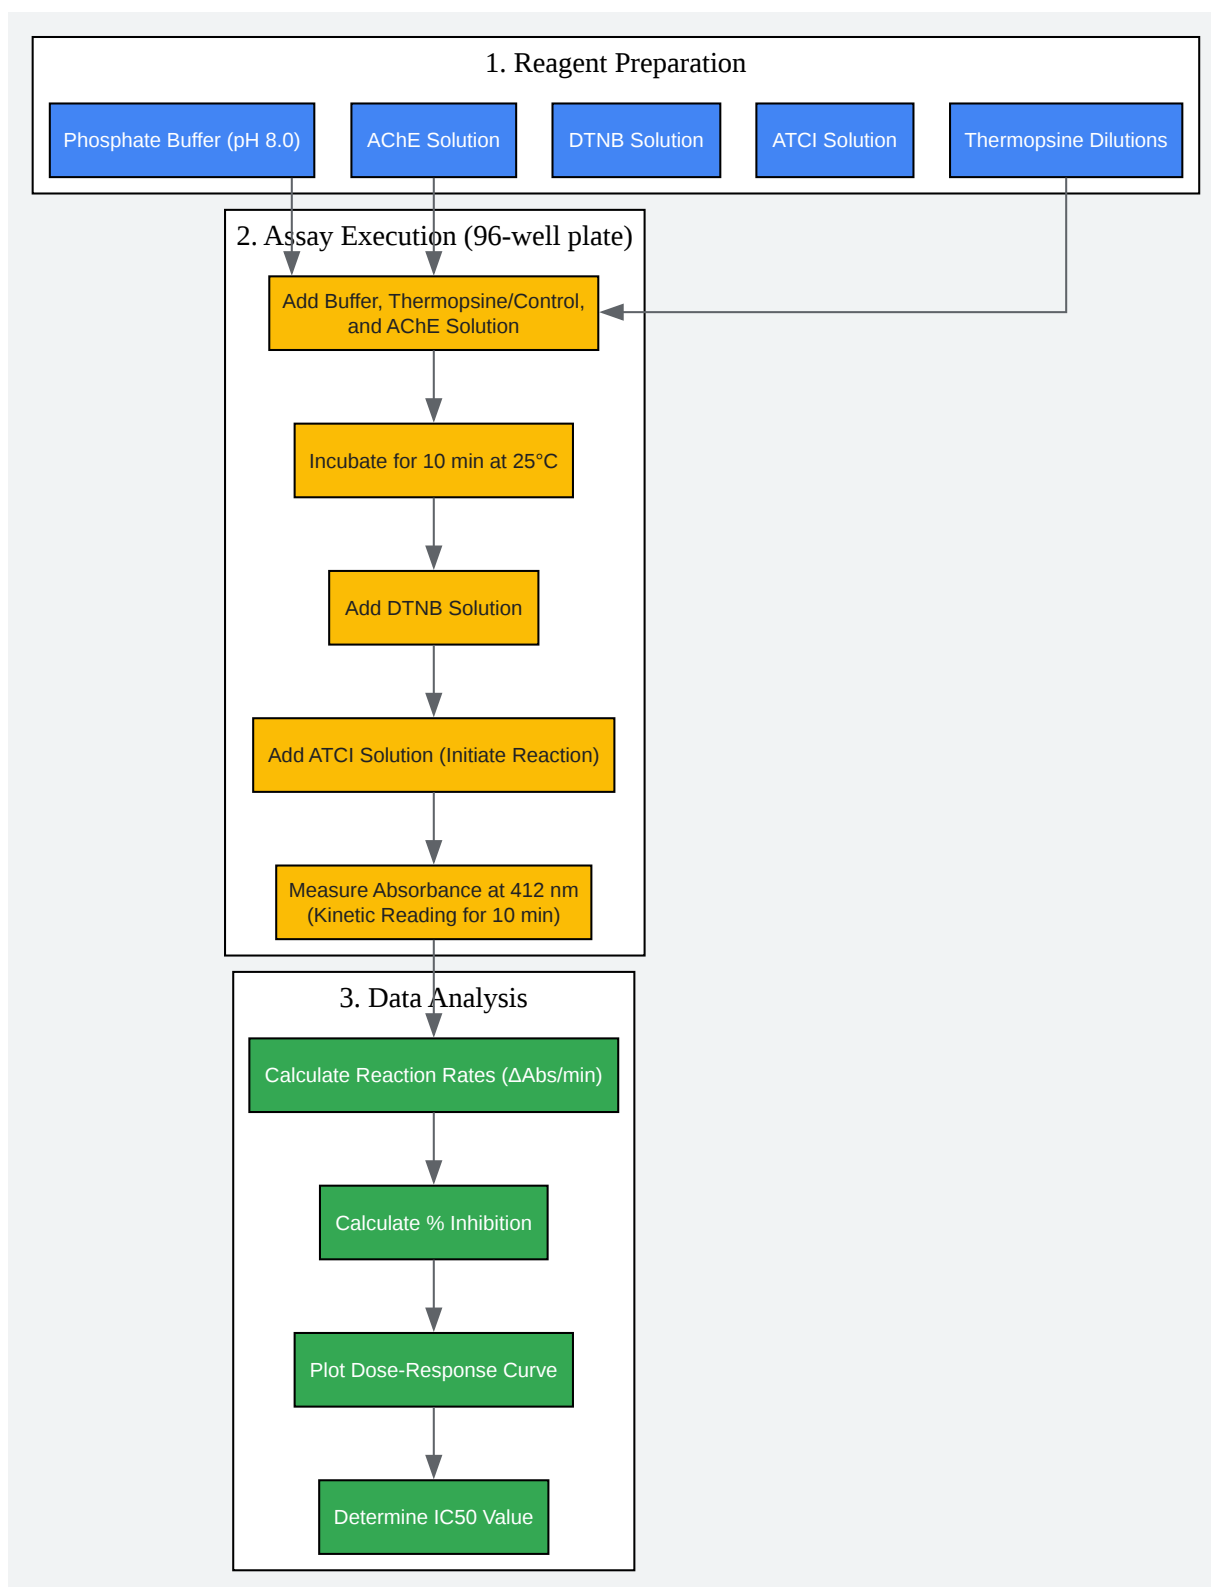 1. Reagent Preparation
Phosphate Buffer (pH 8.0)
AChE Solution
DTNB Solution
ATCI Solution
Thermopsine Dilutions
2. Assay Execution (96-well plate)
Add Buffer, Thermopsine/Control,
and AChE Solution
Incubate for 10 min at 25°C
Add DTNB Solution
Add ATCI Solution (Initiate Reaction)
Measure Absorbance at 412 nm
(Kinetic Reading for 10 min)
3. Data Analysis
Calculate Reaction Rates (ΔAbs/min)
Calculate % Inhibition
Plot Dose-Response Curve
Determine IC50 Value